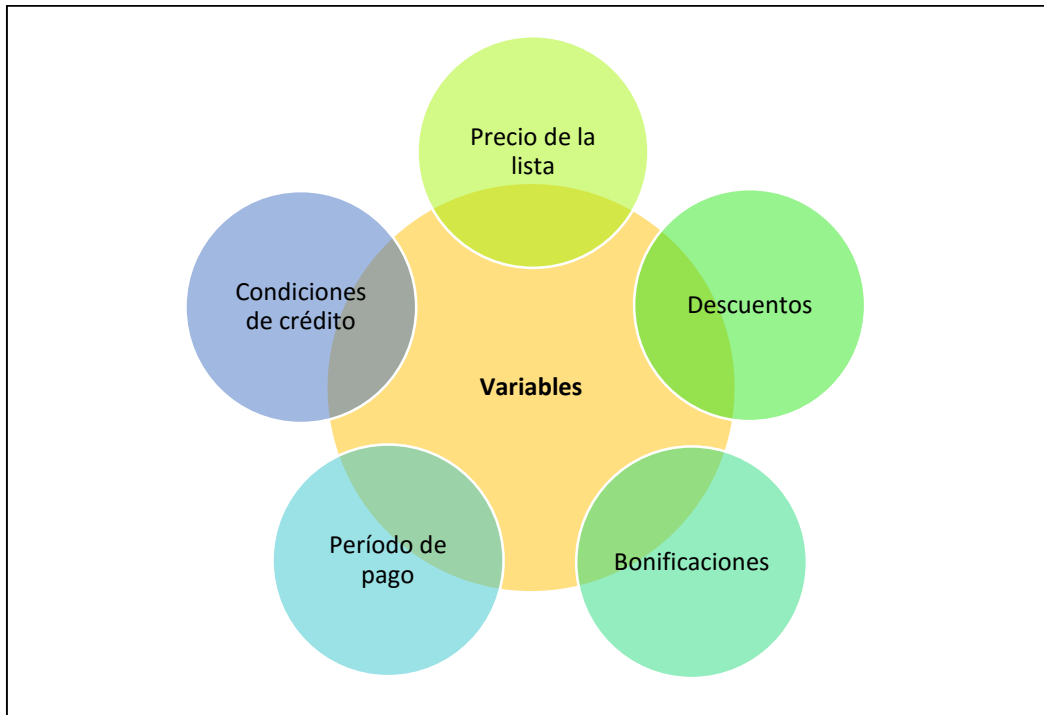 Precio de la
lista
Descuentos
Bonificaciones
Período de
pago
Condiciones
de crédito
Variables